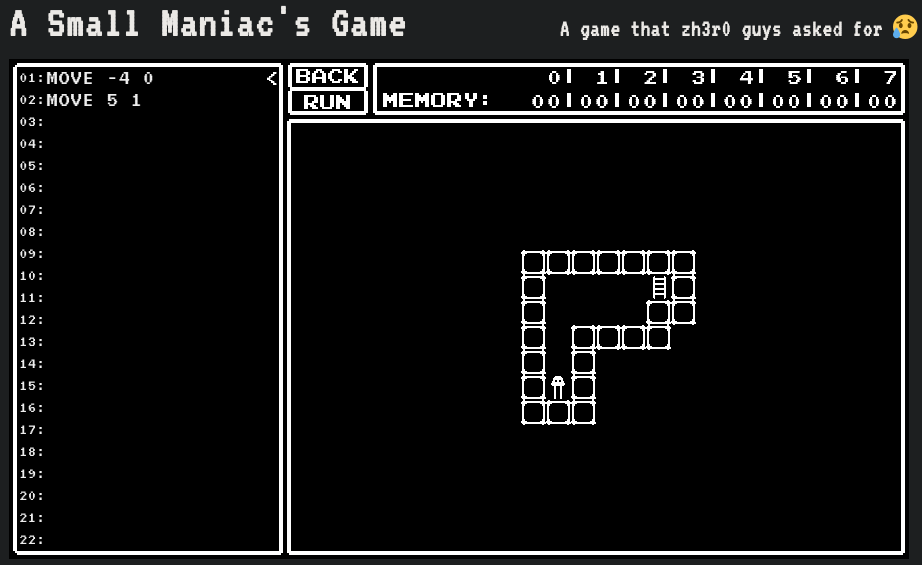 A Small Maniac's Game
A game that zh3r0 guys asked for 😥
01:MOVE -4 0 <
02:MOVE 5 1
03:
04:
05:
06:
07:
08:
09:
10:
11:
12:
13:
14:
15:
16:
17:
18:
19:
20:
21:
22:
BACK
RUN
0| 1| 2| 3| 4| 5| 6| 7
MEMORY: 00|00|00|00|00|00|00|00